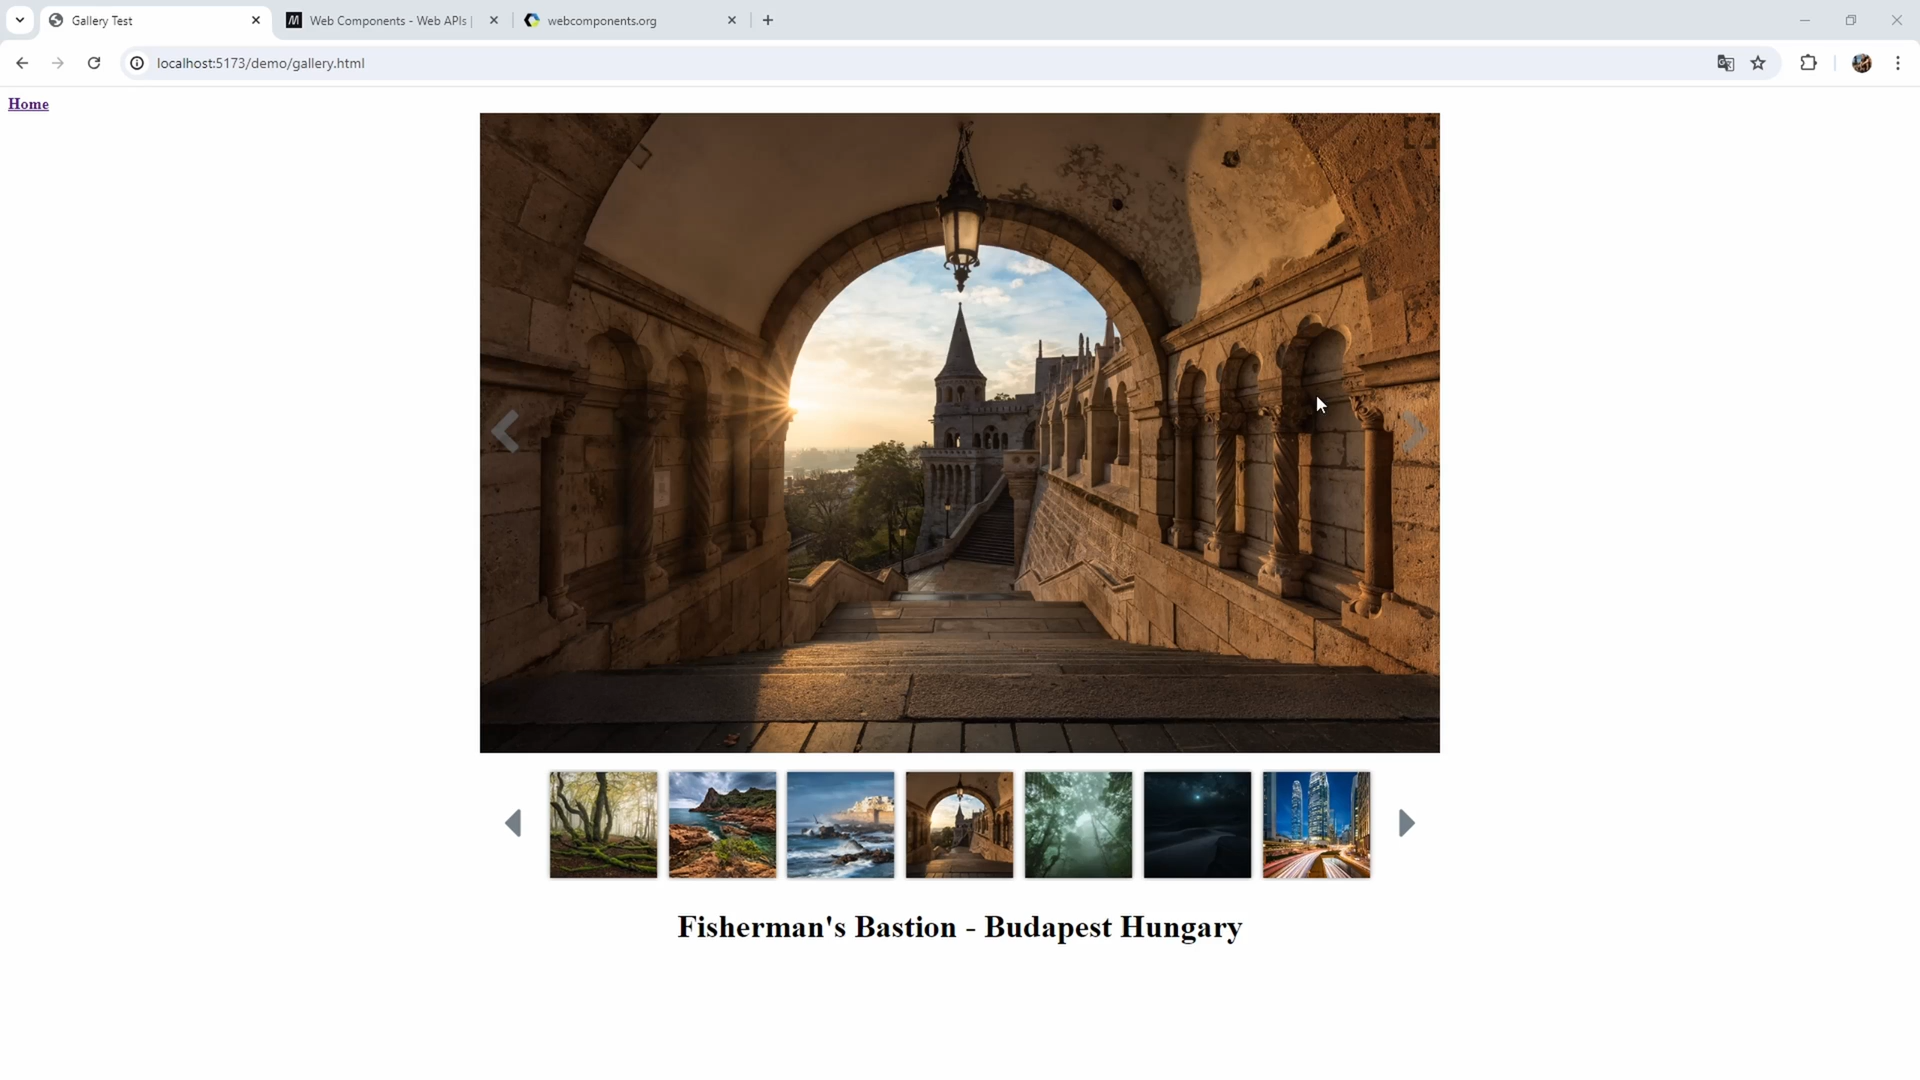 Gallery Test
Web Components - Web APIs |
webcomponents.org
localhost:5173/demo/gallery.html
Home
Fisherman's Bastion - Budapest Hungary